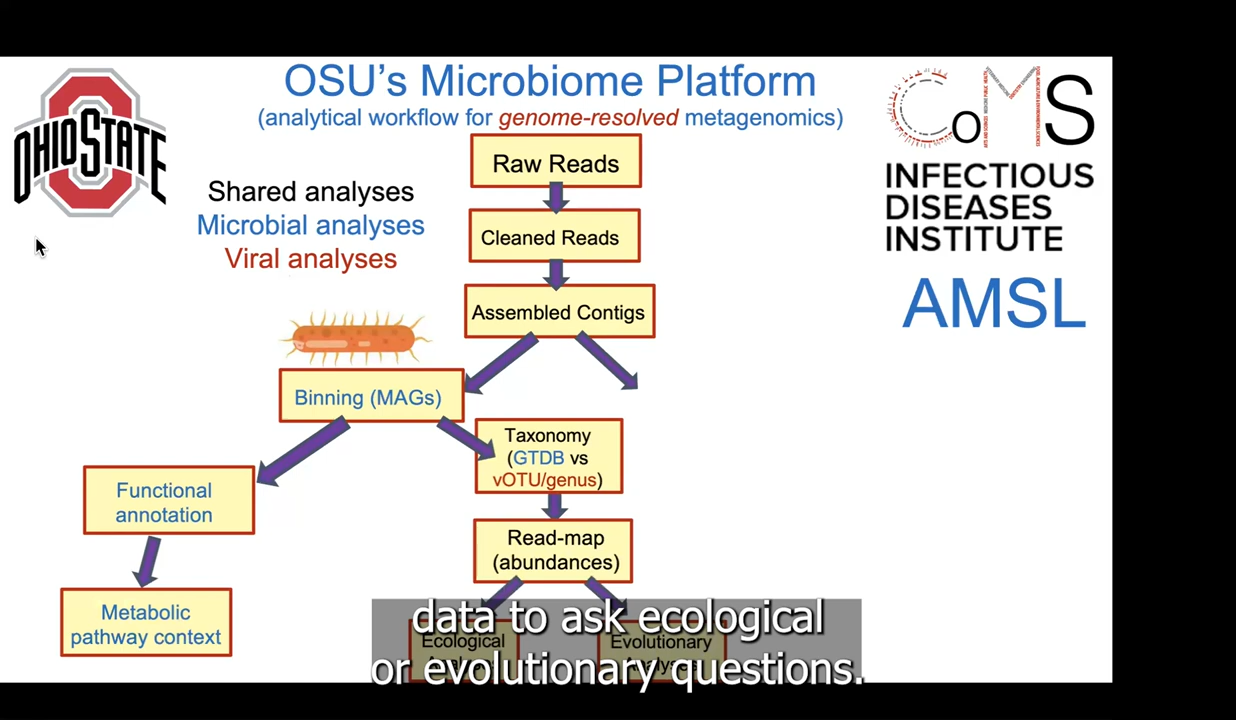 OSU's Microbiome Platform
(analytical workflow for genome-resolved metagenomics)
OHIO STATE
CoMS
INFECTIOUS
DISEASES
INSTITUTE
AMSL
Shared analyses
Microbial analyses
Viral analyses
Raw Reads
Cleaned Reads
Assembled Contigs
Binning (MAGs)
Taxonomy
(GTDB vs
vOTU/genus)
Functional
annotation
Read-map
(abundances)
Metabolic
pathway context
Ecological
Evolutionary
data to ask ecological
or evolutionary questions.